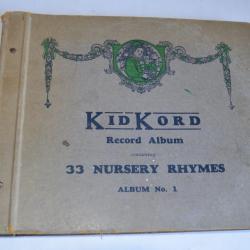 KIDKORD
Record Album
containing
33 NURSERY RHYMES
ALBUM No. 1